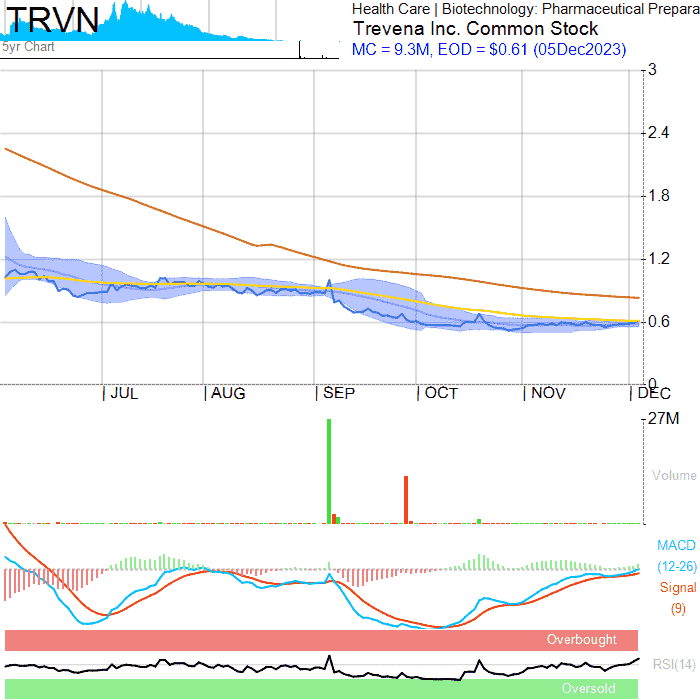 TRVN
5yr Chart
Health Care | Biotechnology: Pharmaceutical Prepara
Trevena Inc. Common Stock
MC = 9.3M, EOD = $0.61 (05Dec2023)
3
2.4
1.8
1.2
0.6
0
| JUL | AUG | SEP | OCT | NOV | DEC
27M
Volume
MACD
(12-26)
Signal
(9)
Overbought
RSI(14)
Oversold